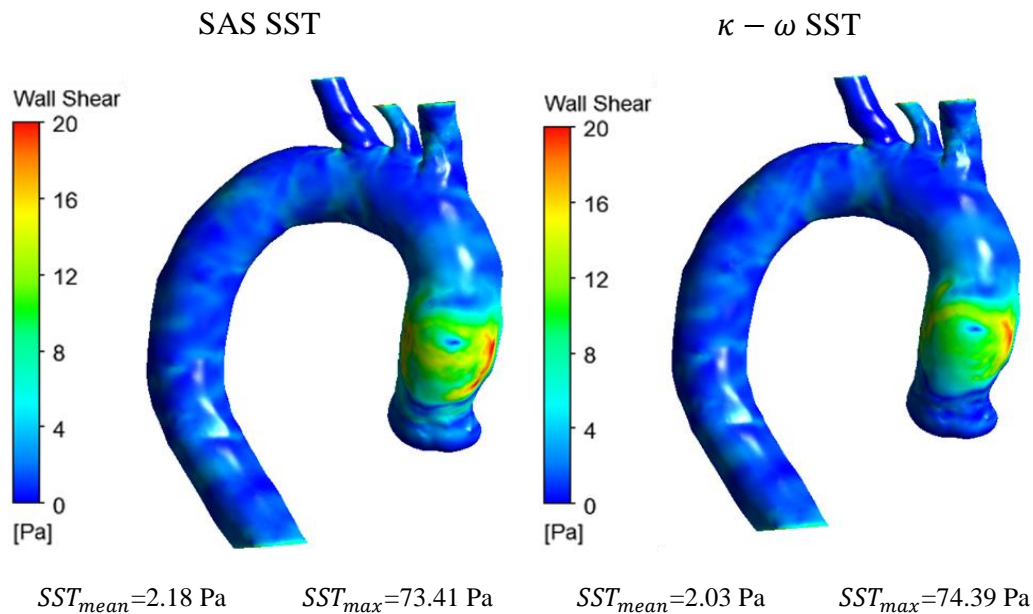 SAS SST
κ − ω SST
Wall Shear
20
16
12
8
4
0
[Pa]
Wall Shear
20
16
12
8
4
0
[Pa]
SST_mean=2.18 Pa SST_max=73.41 Pa SST_mean=2.03 Pa SST_max=74.39 Pa